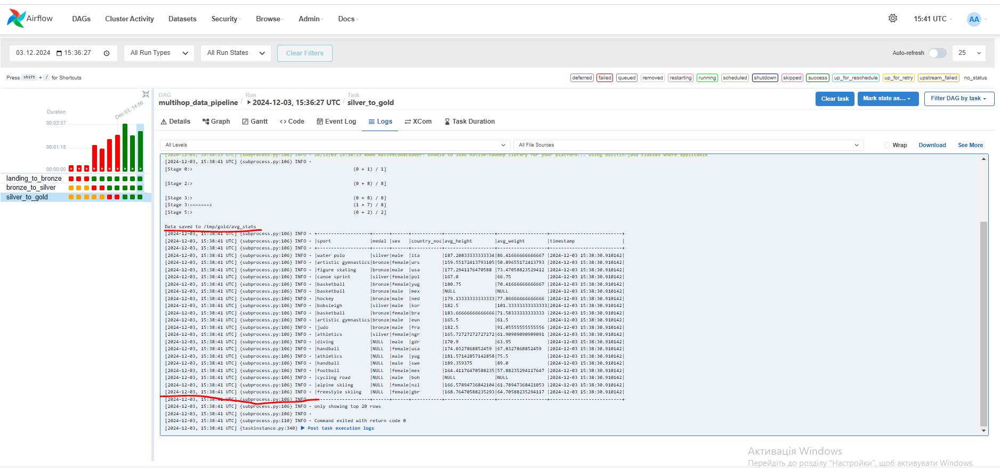 Airflow DAGs Cluster Activity Datasets Security Browse Admin Docs 15:41 UTC AA
03.12.2024 15:36:27 All Run Types All Run States Clear Filters Auto-refresh 25
Press shift + / for Shortcuts deferred failed queued removed restarting running scheduled shutdown skipped success up_for_reschedule up_for_retry upstream_failed no_status
DAG Run Task
multihop_data_pipeline / 2024-12-03, 15:36:27 UTC / silver_to_gold
Clear task Mark state as... Filter DAG by task
Dec 03, 14:56
Duration
00:02:37
00:01:18
00:00:00
landing_to_bronze
bronze_to_silver
silver_to_gold
Details Graph Gantt <> Code Event Log Logs XCom Task Duration
All Levels All File Sources Wrap Download See More
[2024-12-03, 15:38:23 UTC] {subprocess.py:106} INFO - 24/12/03 15:38:23 WARN NativeCodeLoader: Unable to load native-hadoop library for your platform... using builtin-java classes where applicable
[2024-12-03, 15:38:41 UTC] {subprocess.py:106} INFO -
[Stage 0:> (0 + 1) / 1]
[Stage 2:> (0 + 8) / 8]
[Stage 3:> (0 + 8) / 8]
[Stage 3:=======> (1 + 7) / 8]
[Stage 5:> (0 + 2) / 2]
Data saved to /tmp/gold/avg_stats
[2024-12-03, 15:38:41 UTC] {subprocess.py:106} INFO - +-------------------+------+------+-----------+------------------+------------------+--------------------------+
[2024-12-03, 15:38:41 UTC] {subprocess.py:106} INFO - |sport |medal |sex |country_noc|avg_height |avg_weight |timestamp |
[2024-12-03, 15:38:41 UTC] {subprocess.py:106} INFO - +-------------------+------+------+-----------+------------------+------------------+--------------------------+
[2024-12-03, 15:38:41 UTC] {subprocess.py:106} INFO - |water polo |silver|male |ita |187.20833333333334|86.41666666666667 |2024-12-03 15:38:30.910142|
[2024-12-03, 15:38:41 UTC] {subprocess.py:106} INFO - |artistic gymnastics|bronze|female|urs |159.55172413793105|50.89655172413793 |2024-12-03 15:38:30.910142|
[2024-12-03, 15:38:41 UTC] {subprocess.py:106} INFO - |figure skating |bronze|male |usa |177.2941176470588 |73.47058823529412 |2024-12-03 15:38:30.910142|
[2024-12-03, 15:38:41 UTC] {subprocess.py:106} INFO - |canoe sprint |silver|female|pol |167.0 |66.75 |2024-12-03 15:38:30.910142|
[2024-12-03, 15:38:41 UTC] {subprocess.py:106} INFO - |basketball |bronze|female|yug |180.75 |70.41666666666667 |2024-12-03 15:38:30.910142|
[2024-12-03, 15:38:41 UTC] {subprocess.py:106} INFO - |basketball |bronze|male |mex |NULL |NULL |2024-12-03 15:38:30.910142|
[2024-12-03, 15:38:41 UTC] {subprocess.py:106} INFO - |hockey |bronze|male |ned |179.13333333333333|77.86666666666666 |2024-12-03 15:38:30.910142|
[2024-12-03, 15:38:41 UTC] {subprocess.py:106} INFO - |bobsleigh |silver|male |kor |182.5 |101.33333333333333|2024-12-03 15:38:30.910142|
[2024-12-03, 15:38:41 UTC] {subprocess.py:106} INFO - |basketball |bronze|female|bra |183.66666666666666|71.58333333333333 |2024-12-03 15:38:30.910142|
[2024-12-03, 15:38:41 UTC] {subprocess.py:106} INFO - |artistic gymnastics|bronze|male |eun |165.5 |61.5 |2024-12-03 15:38:30.910142|
[2024-12-03, 15:38:41 UTC] {subprocess.py:106} INFO - |judo |bronze|male |fra |182.5 |91.05555555555556 |2024-12-03 15:38:30.910142|
[2024-12-03, 15:38:41 UTC] {subprocess.py:106} INFO - |athletics |silver|female|ngr |165.72727272727272|61.90909090909091 |2024-12-03 15:38:30.910142|
[2024-12-03, 15:38:41 UTC] {subprocess.py:106} INFO - |diving |NULL |male |gdr |170.9 |63.95 |2024-12-03 15:38:30.910142|
[2024-12-03, 15:38:41 UTC] {subprocess.py:106} INFO - |handball |NULL |female|usa |174.0327868852459 |67.0327868852459 |2024-12-03 15:38:30.910142|
[2024-12-03, 15:38:41 UTC] {subprocess.py:106} INFO - |athletics |NULL |male |yug |181.57142857142858|75.5 |2024-12-03 15:38:30.910142|
[2024-12-03, 15:38:41 UTC] {subprocess.py:106} INFO - |handball |NULL |male |swe |189.359375 |89.0 |2024-12-03 15:38:30.910142|
[2024-12-03, 15:38:41 UTC] {subprocess.py:106} INFO - |football |NULL |female|mex |164.41176470588235|57.88235294117647 |2024-12-03 15:38:30.910142|
[2024-12-03, 15:38:41 UTC] {subprocess.py:106} INFO - |cycling road |NULL |male |boh |NULL |NULL |2024-12-03 15:38:30.910142|
[2024-12-03, 15:38:41 UTC] {subprocess.py:106} INFO - |alpine skiing |NULL |female|nzl |166.57894736842104|61.78947368421053 |2024-12-03 15:38:30.910142|
[2024-12-03, 15:38:41 UTC] {subprocess.py:106} INFO - |freestyle skiing |NULL |female|gbr |168.76470588235293|64.70588235294117 |2024-12-03 15:38:30.910142|
[2024-12-03, 15:38:41 UTC] {subprocess.py:106} INFO - +-------------------+------+------+-----------+------------------+------------------+--------------------------+
[2024-12-03, 15:38:41 UTC] {subprocess.py:106} INFO - only showing top 20 rows
[2024-12-03, 15:38:41 UTC] {subprocess.py:106} INFO -
[2024-12-03, 15:38:41 UTC] {subprocess.py:110} INFO - Command exited with return code 0
[2024-12-03, 15:38:41 UTC] {taskinstance.py:340} ▶ Post task execution logs
Активація Windows
Перейдіть до розділу "Настройки", щоб активувати Windows.